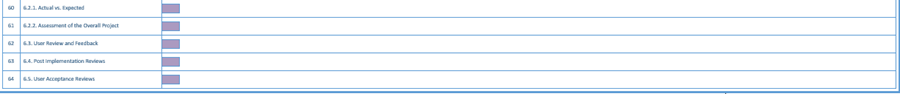 60 6.2.1. Actual vs. Expected
61 6.2.2. Assessment of the Overall Project
62 6.3. User Review and Feedback
63 6.4. Post Implementation Reviews
64 6.5. User Acceptance Reviews